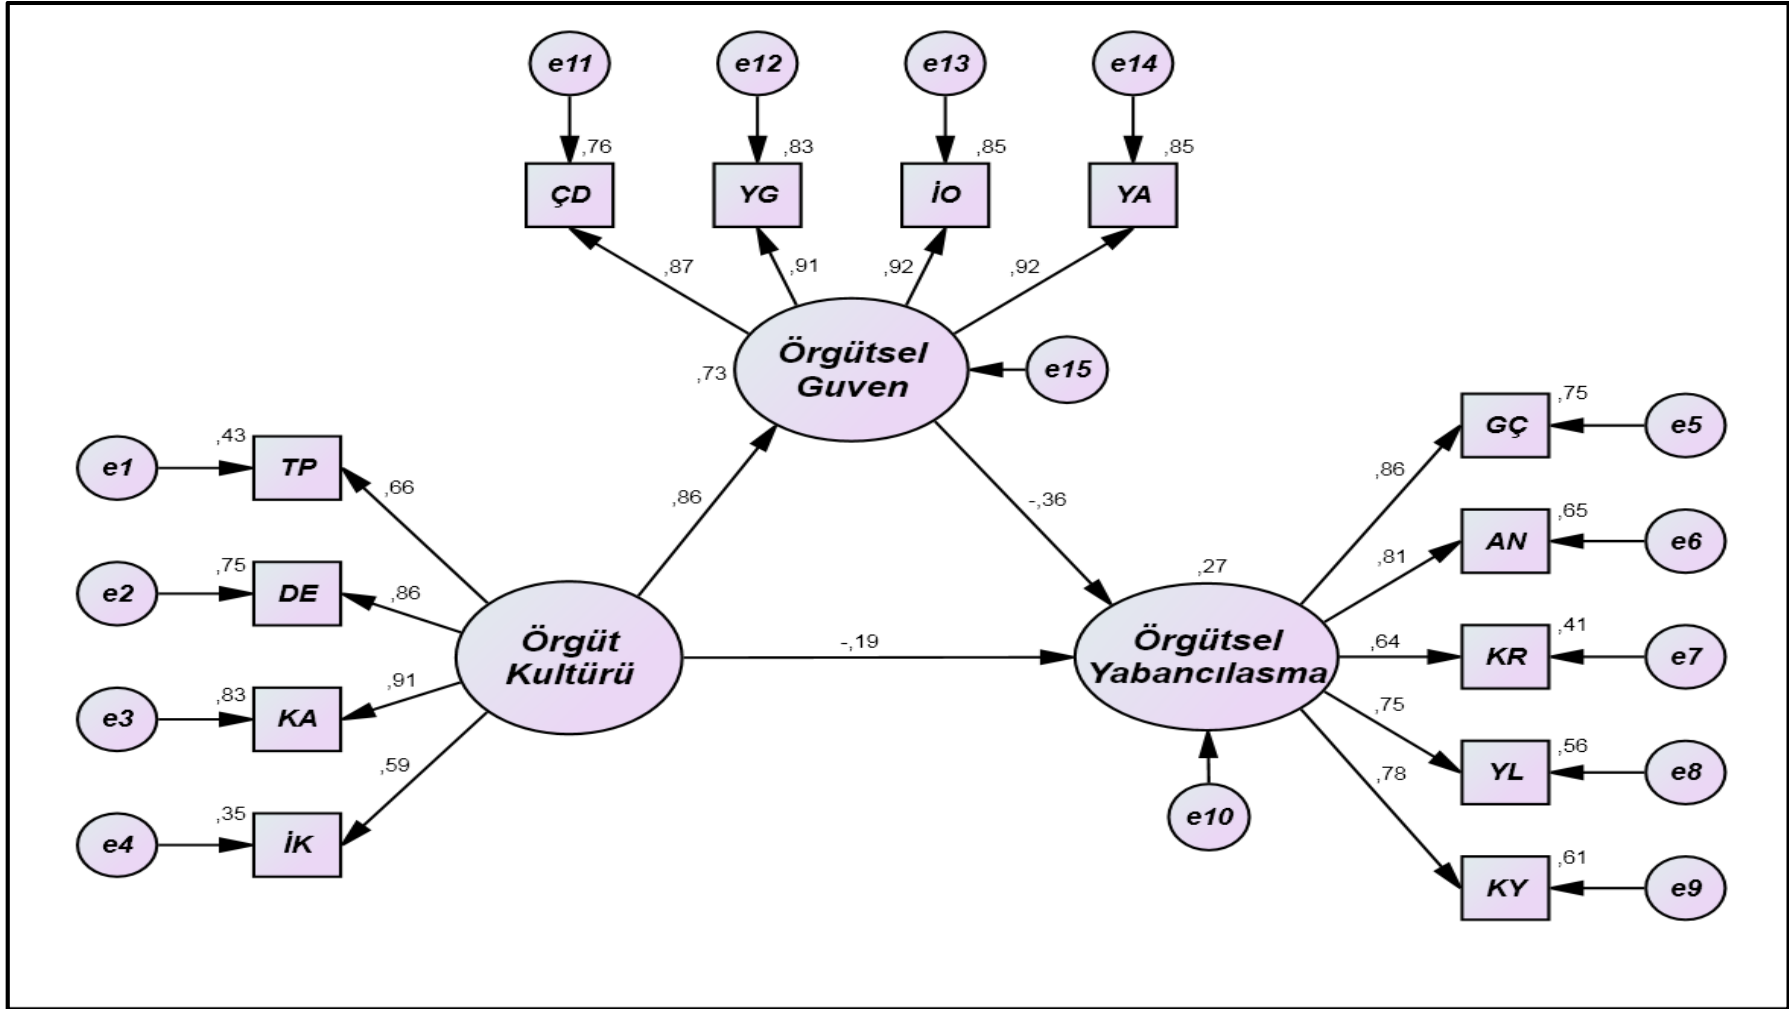 e11
e12
e13
e14
,76
,83
,85
,85
ÇD
YG
İO
YA
,87
,91
,92
,92
Örgütsel
Guven
,73
e15
e1
,43
TP
,66
e2
,75
DE
,86
e3
,83
KA
,91
e4
,35
İK
,59
Örgüt
Kultürü
,86
-,36
-,19
,27
Örgütsel
Yabancılasma
e10
,86
,75
GÇ
e5
,81
,65
AN
e6
,64
,41
KR
e7
,75
,56
YL
e8
,78
,61
KY
e9